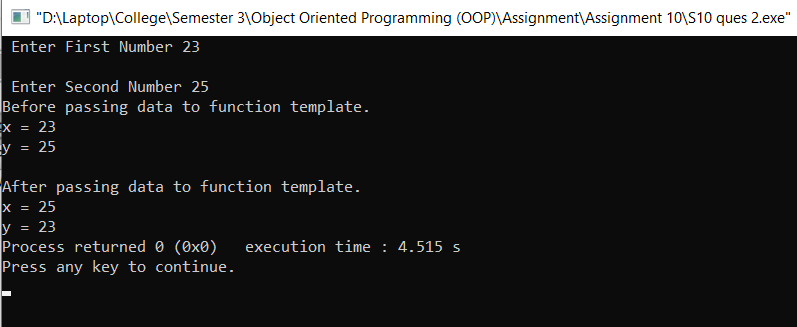 "D:\Laptop\College\Semester 3\Object Oriented Programming (OOP)\Assignment\Assignment 10\S10 ques 2.exe"
Enter First Number 23
Enter Second Number 25
Before passing data to function template.
x = 23
y = 25
After passing data to function template.
x = 25
y = 23
Process returned 0 (0x0)   execution time : 4.515 s
Press any key to continue.